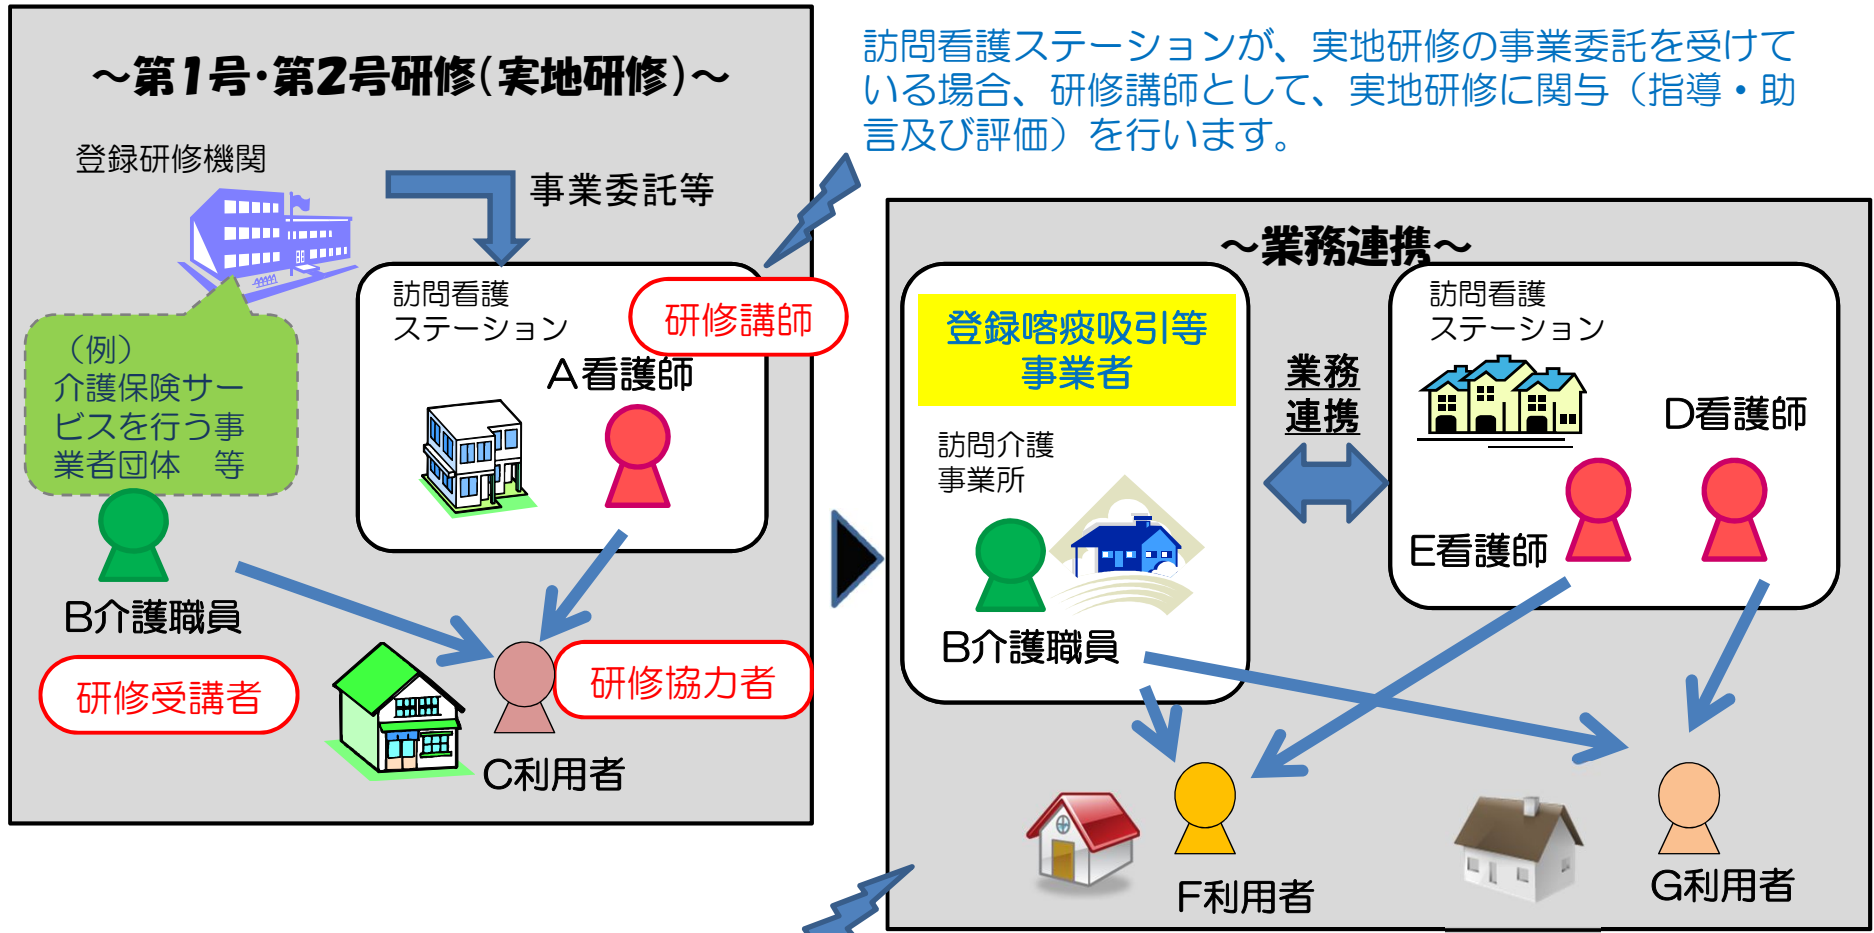 ～第1号・第2号研修(実地研修)～
登録研修機関
事業委託等
訪問看護
ステーション
研修講師
A看護師
（例）
介護保険サー
ビスを行う事
業者団体　等
B介護職員
研修受講者
研修協力者
C利用者
訪問看護ステーションが、実地研修の事業委託を受けて
いる場合、研修講師として、実地研修に関与（指導・助
言及び評価）を行います。
～業務連携～
登録喀痰吸引等
事業者
訪問介護
事業所
B介護職員
業務
連携
訪問看護
ステーション
D看護師
E看護師
F利用者
G利用者